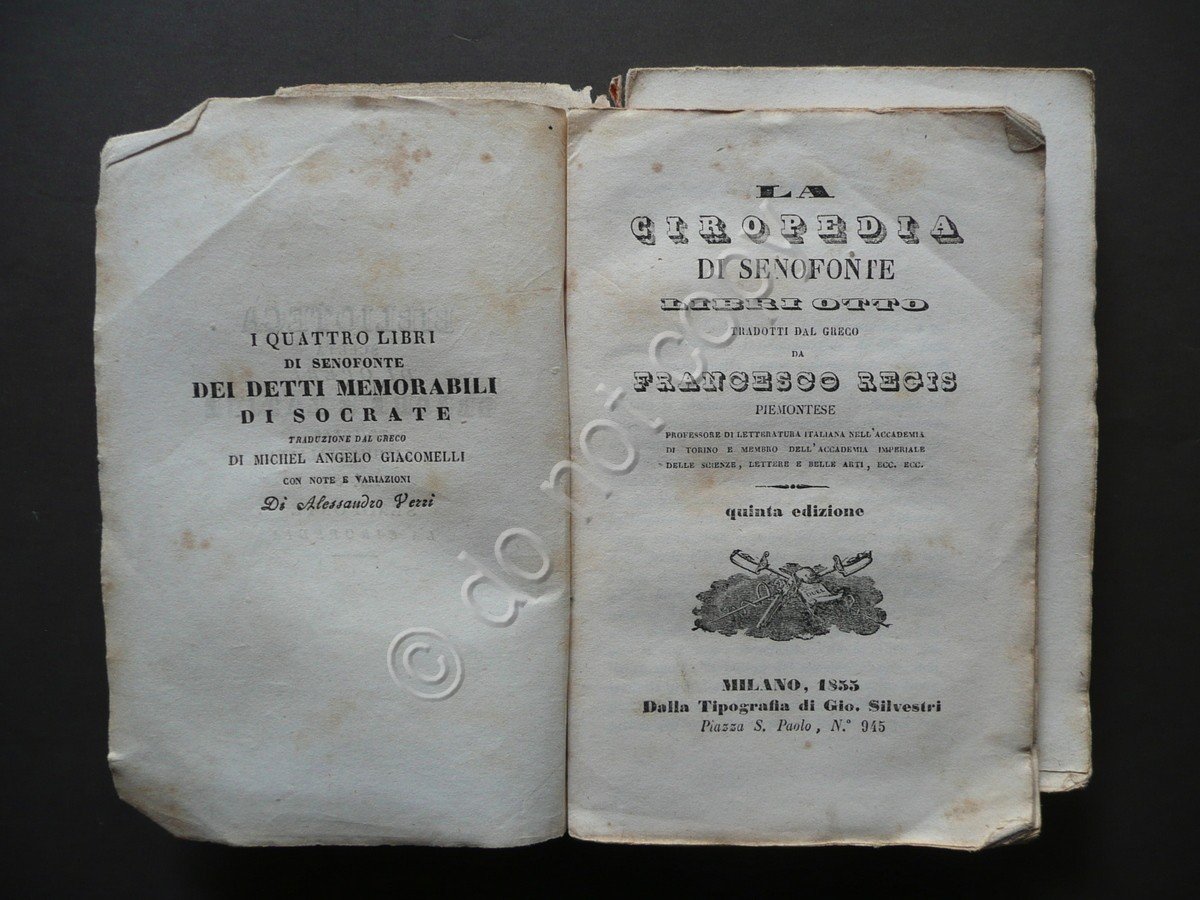 I QUATTRO LIBRI
DI SENOFONTE
DEI DETTI MEMORABILI
DI SOCRATE
TRADUZIONE DAL GRECO
DI MICHEL ANGELO GIACOMELLI
CON NOTE E VARIAZIONI
Di Alessandro Verri
LA
CIROPEDIA
DI SENOFONTE
LIBRI OTTO
TRADOTTI DAL GRECO
DA
FRANCESCO REGIS
PIEMONTESE
PROFESSORE DI LETTERATURA ITALIANA NELL'ACCADEMIA
DI TORINO E MEMBRO DELL'ACCADEMIA IMPERIALE
DELLE SCIENZE, LETTERE E BELLE ARTI, ECC. ECC.
quinta edizione
MILANO, 1855
Dalla Tipografia di Gio. Silvestri
Piazza S. Paolo, N.° 945
© do not copy